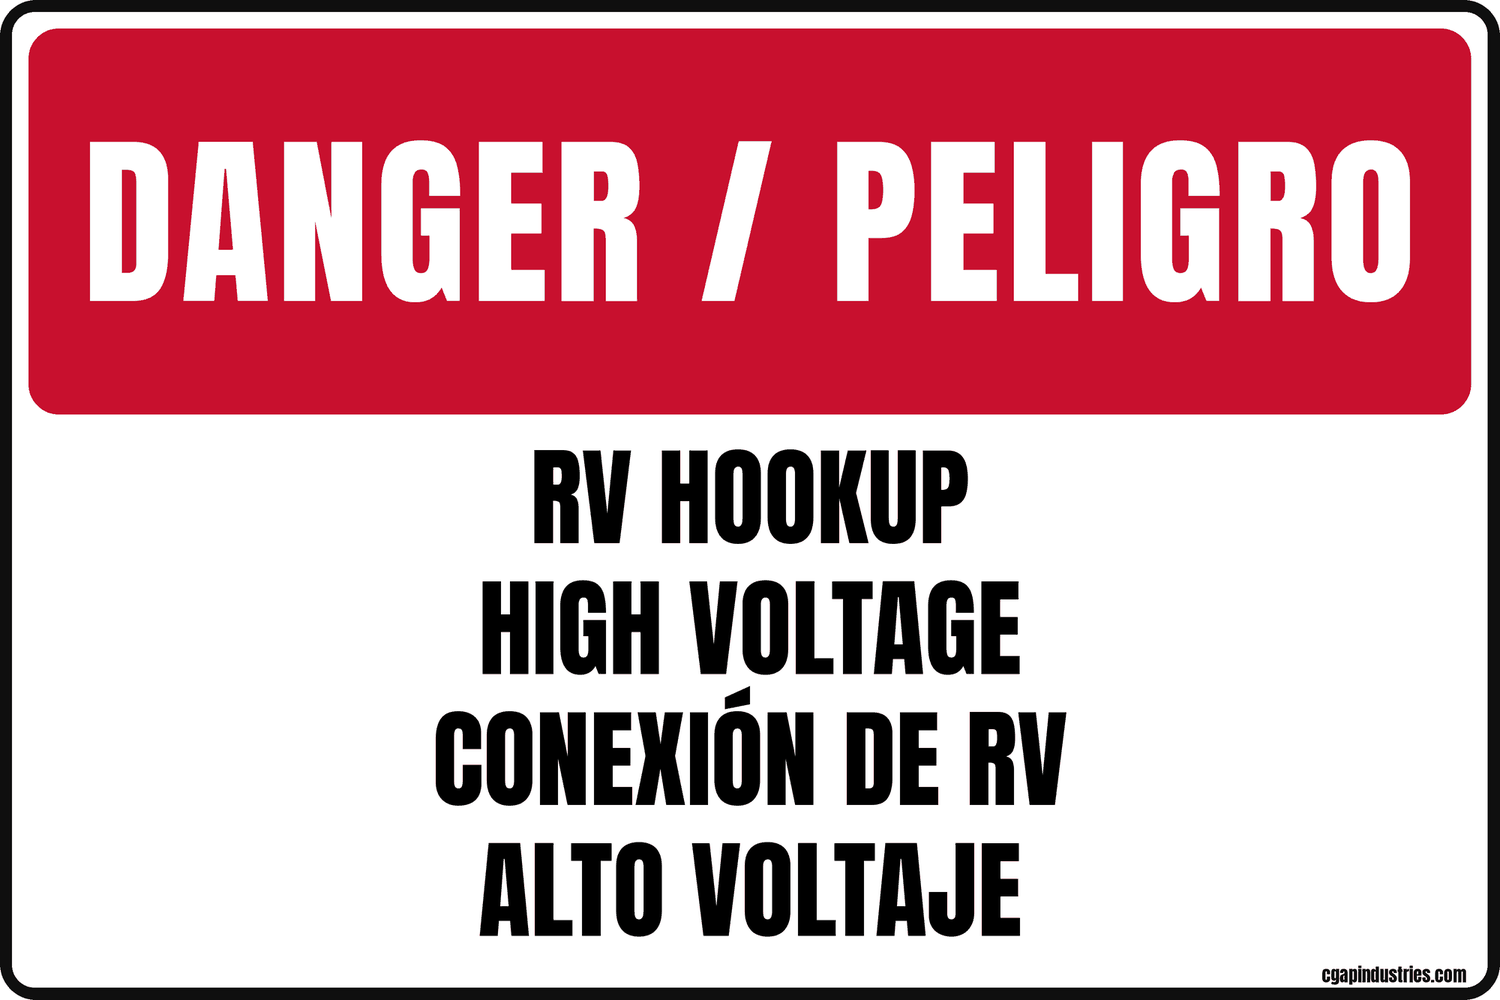 DANGER / PELIGRO
RV HOOKUP
HIGH VOLTAGE
CONEXIÓN DE RV
ALTO VOLTAJE
cgapindustries.com